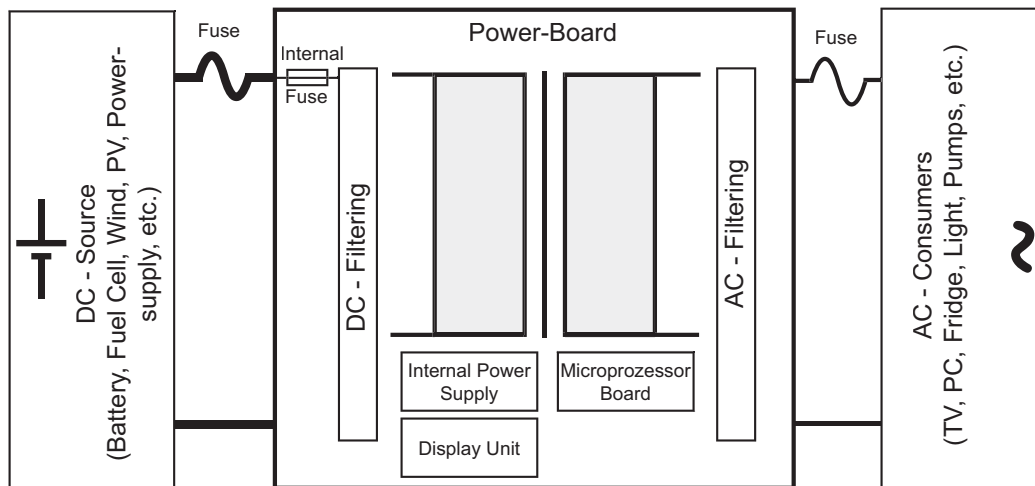 Fuse
Power-Board
Fuse
Internal
Fuse
DC - Source
(Battery, Fuel Cell, Wind, PV, Power-
supply, etc.)
DC - Filtering
AC - Filtering
AC - Consumers
(TV, PC, Fridge, Light, Pumps, etc.)
Internal Power
Supply
Microprozessor
Board
Display Unit